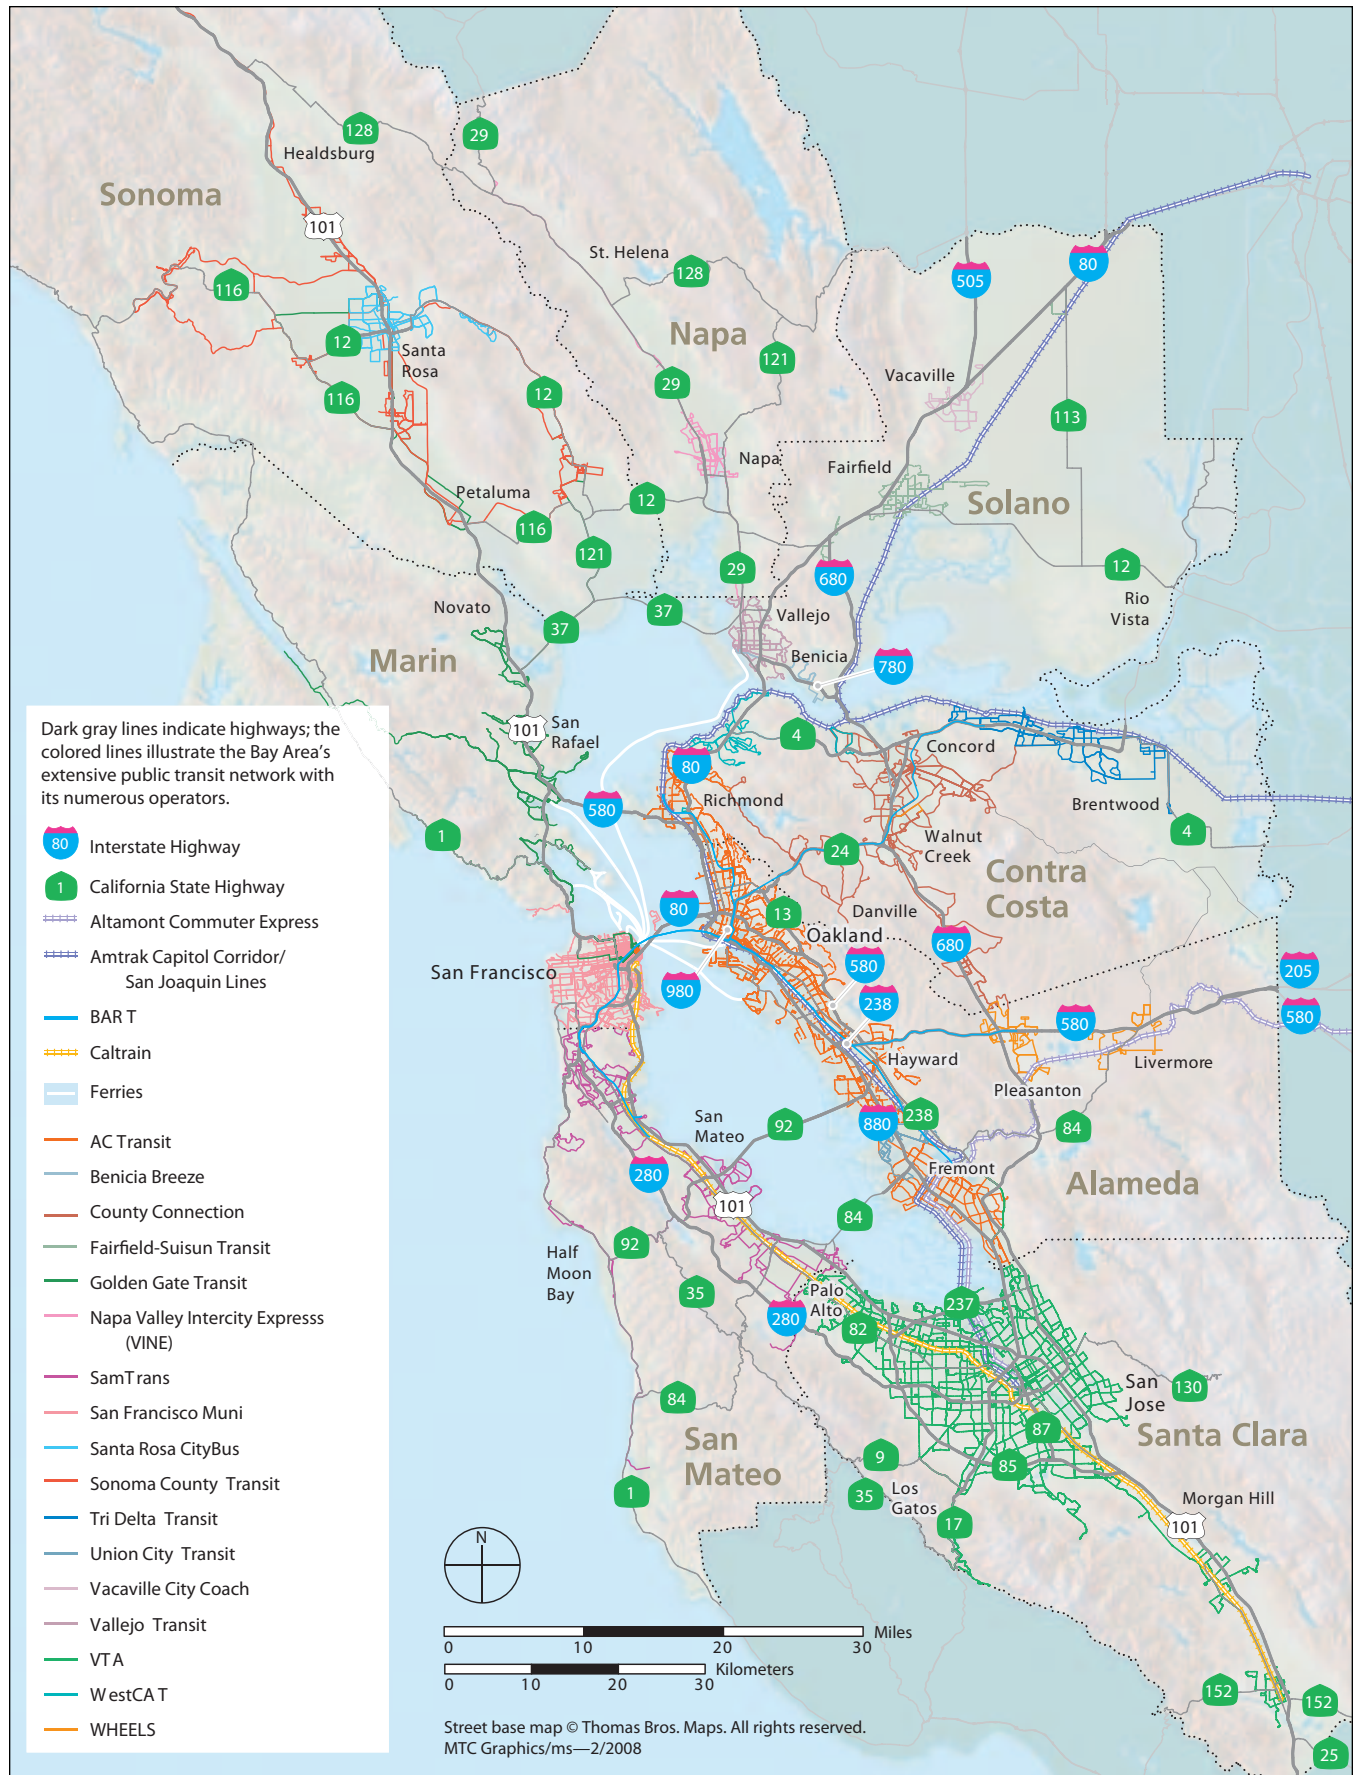 128
29
Healdsburg
Sonoma
101
St. Helena
128
505
80
116
Napa
12
Santa
Rosa
121
Vacaville
29
12
116
113
Napa
Fairfield
Petaluma
12
Solano
116
121
29
680
12
Novato
37
37
Vallejo
Rio
Vista
Marin
Benicia
780
101
San
Rafael
4
Concord
80
Richmond
580
Brentwood
1
24
Walnut
Creek
4
Contra
Costa
80
13
Danville
Oakland
680
San Francisco
580
205
980
238
580
580
Hayward
Livermore
Pleasanton
San
Mateo
92
880
238
84
280
Fremont
Alameda
101
84
92
Half
Moon
Bay
35
Palo
Alto
280
237
82
San
Jose
130
84
87
Santa Clara
San
Mateo
9
85
1
35
Los
Gatos
Morgan Hill
17
101
152
152
25
Dark gray lines indicate highways; the
colored lines illustrate the Bay Area's
extensive public transit network with
its numerous operators.
80 Interstate Highway
1 California State Highway
Altamont Commuter Express
Amtrak Capitol Corridor/
San Joaquin Lines
BAR T
Caltrain
Ferries
AC Transit
Benicia Breeze
County Connection
Fairfield-Suisun Transit
Golden Gate Transit
Napa Valley Intercity Expresss
(VINE)
SamTrans
San Francisco Muni
Santa Rosa CityBus
Sonoma County Transit
Tri Delta Transit
Union City Transit
Vacaville City Coach
Vallejo Transit
VT A
W estCA T
WHEELS
N
Miles
0 10 20 30
Kilometers
0 10 20 30
Street base map © Thomas Bros. Maps. All rights reserved.
MTC Graphics/ms—2/2008